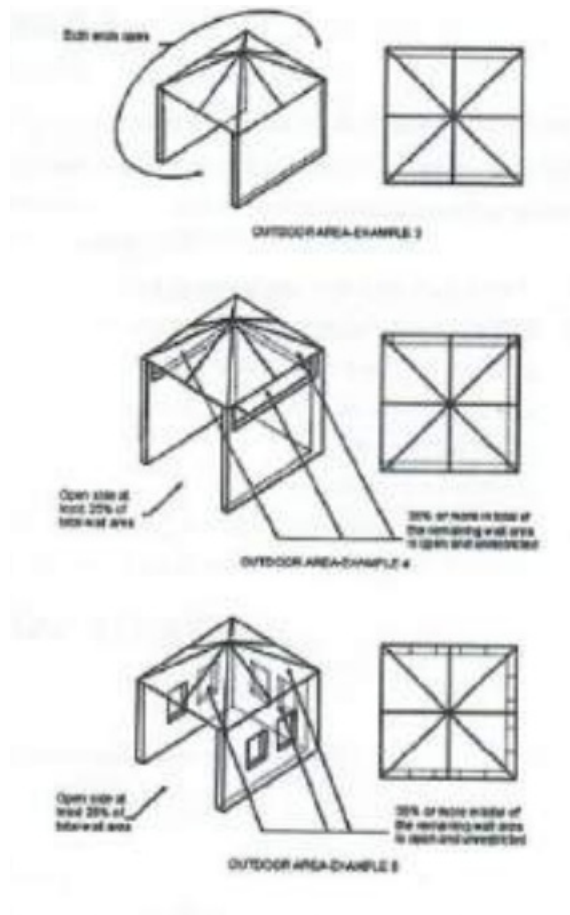 Both ends open
OUTDOOR AREA-EXAMPLE 3
Open side at
least 25% of
total wall area
30% or more in total of
the remaining wall area
is open and unrestricted
OUTDOOR AREA-EXAMPLE 4
Open side at
least 25% of
total wall area
30% or more in total of
the remaining wall area
is open and unrestricted
OUTDOOR AREA-EXAMPLE 5